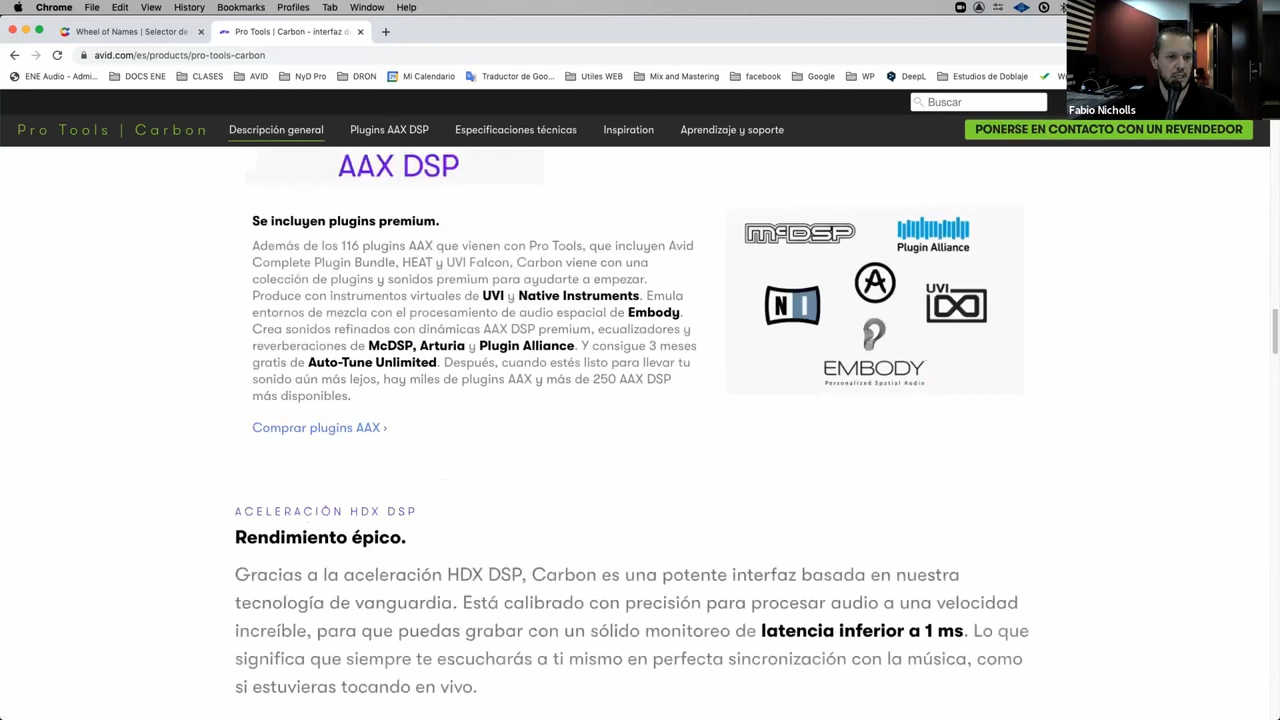 Chrome File Edit View History Bookmarks Profiles Tab Window Help
Wheel of Names | Selector de
Pro Tools | Carbon - interfaz d
avid.com/es/products/pro-tools-carbon
ENE Audio - Admi... DOCS ENE CLASES AVID NyD Pro DRON Mi Calendario Traductor de Goo... Utiles WEB Mix and Mastering facebook Google WP DeepL Estudios de Doblaje
Fabio Nicholls
Buscar
Pro Tools | Carbon Descripción general Plugins AAX DSP Especificaciones técnicas Inspiration Aprendizaje y soporte PONERSE EN CONTACTO CON UN REVENDEDOR
AAX DSP
Se incluyen plugins premium.
Además de los 116 plugins AAX que vienen con Pro Tools, que incluyen Avid
Complete Plugin Bundle, HEAT y UVI Falcon, Carbon viene con una
colección de plugins y sonidos premium para ayudarte a empezar.
Produce con instrumentos virtuales de UVI y Native Instruments. Emula
entornos de mezcla con el procesamiento de audio espacial de Embody.
Crea sonidos refinados con dinámicas AAX DSP premium, ecualizadores y
reverberaciones de McDSP, Arturia y Plugin Alliance. Y consigue 3 meses
gratis de Auto-Tune Unlimited. Después, cuando estés listo para llevar tu
sonido aún más lejos, hay miles de plugins AAX y más de 250 AAX DSP
más disponibles.
Comprar plugins AAX ›
McDSP
Plugin Alliance
NI
UVI
EMBODY
Personalized Spatial Audio
ACELERACIÓN HDX DSP
Rendimiento épico.
Gracias a la aceleración HDX DSP, Carbon es una potente interfaz basada en nuestra
tecnología de vanguardia. Está calibrado con precisión para procesar audio a una velocidad
increíble, para que puedas grabar con un sólido monitoreo de latencia inferior a 1 ms. Lo que
significa que siempre te escucharás a ti mismo en perfecta sincronización con la música, como
si estuvieras tocando en vivo.